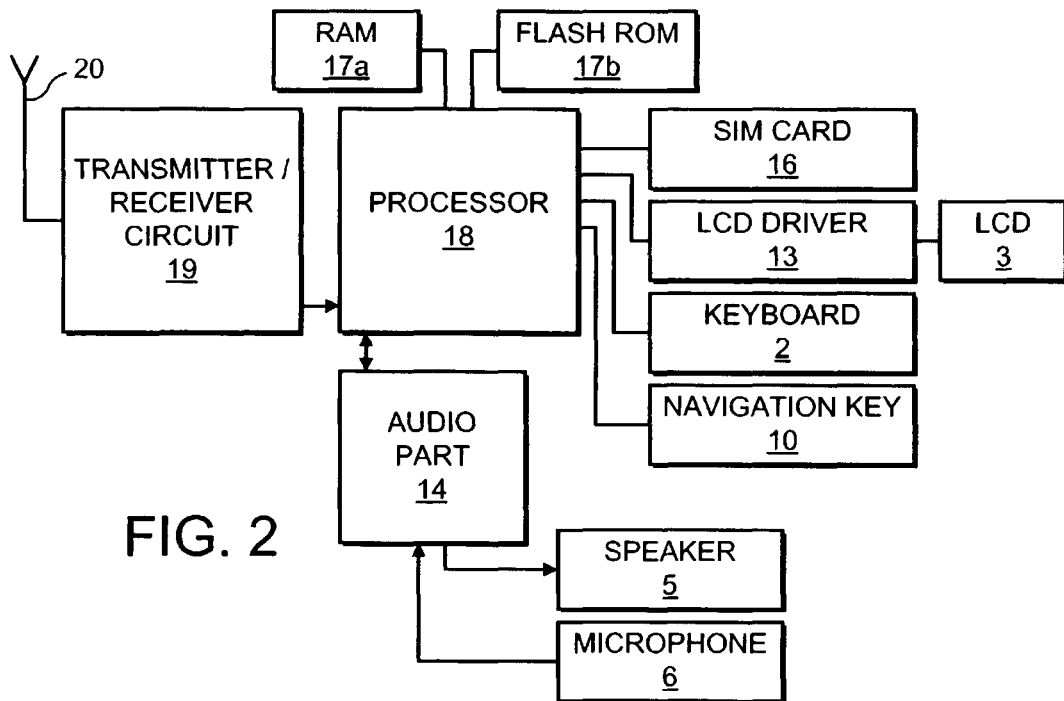 RAM
17a
FLASH ROM
17b
20
TRANSMITTER /
RECEIVER
CIRCUIT
19
PROCESSOR
18
SIM CARD
16
LCD DRIVER
13
LCD
3
KEYBOARD
2
NAVIGATION KEY
10
AUDIO
PART
14
FIG. 2
SPEAKER
5
MICROPHONE
6